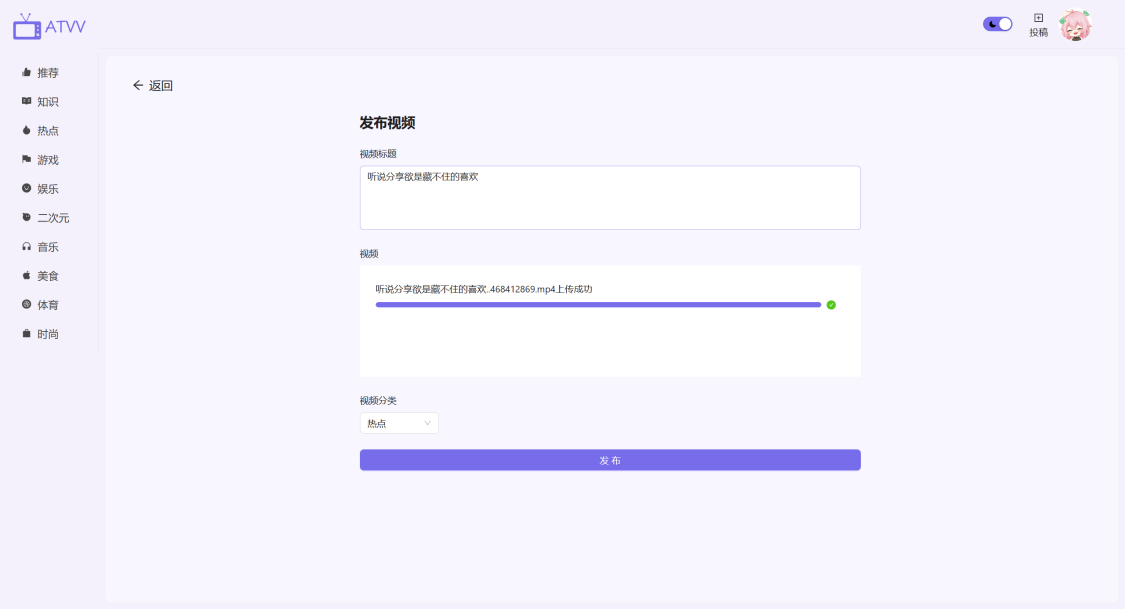 ATVV
投稿
推荐
知识
热点
游戏
娱乐
二次元
音乐
美食
体育
时尚
返回
发布视频
视频标题
听说分享欲是藏不住的喜欢
视频
听说分享欲是藏不住的喜欢..468412869.mp4上传成功
视频分类
热点
发 布